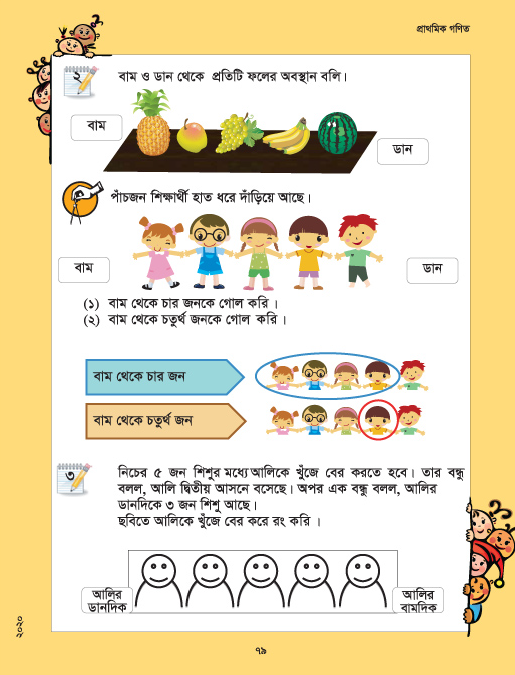 প্রাথমিক গণিত
২ বাম ও ডান থেকে প্রতিটি ফলের অবস্থান বলি।
বাম
ডান
পাঁচজন শিক্ষার্থী হাত ধরে দাঁড়িয়ে আছে।
বাম
ডান
(১) বাম থেকে চার জনকে গোল করি।
(২) বাম থেকে চতুর্থ জনকে গোল করি।
বাম থেকে চার জন
বাম থেকে চতুর্থ জন
৩ নিচের ৫ জন শিশুর মধ্যেআলিকে খুঁজে বের করতে হবে। তার বন্ধু
বলল, আলি দ্বিতীয় আসনে বসেছে। অপর এক বন্ধু বলল, আলির
ডানদিকে ৩ জন শিশু আছে।
ছবিতে আলিকে খুঁজে বের করে রং করি ।
আলির
ডানদিক
আলির
বামদিক
২০২০
৭৯